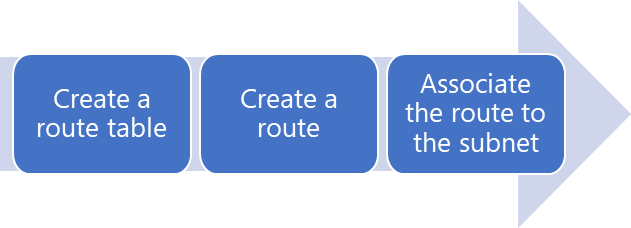 Create a
route table
Create a
route
Associate
the route to
the subnet